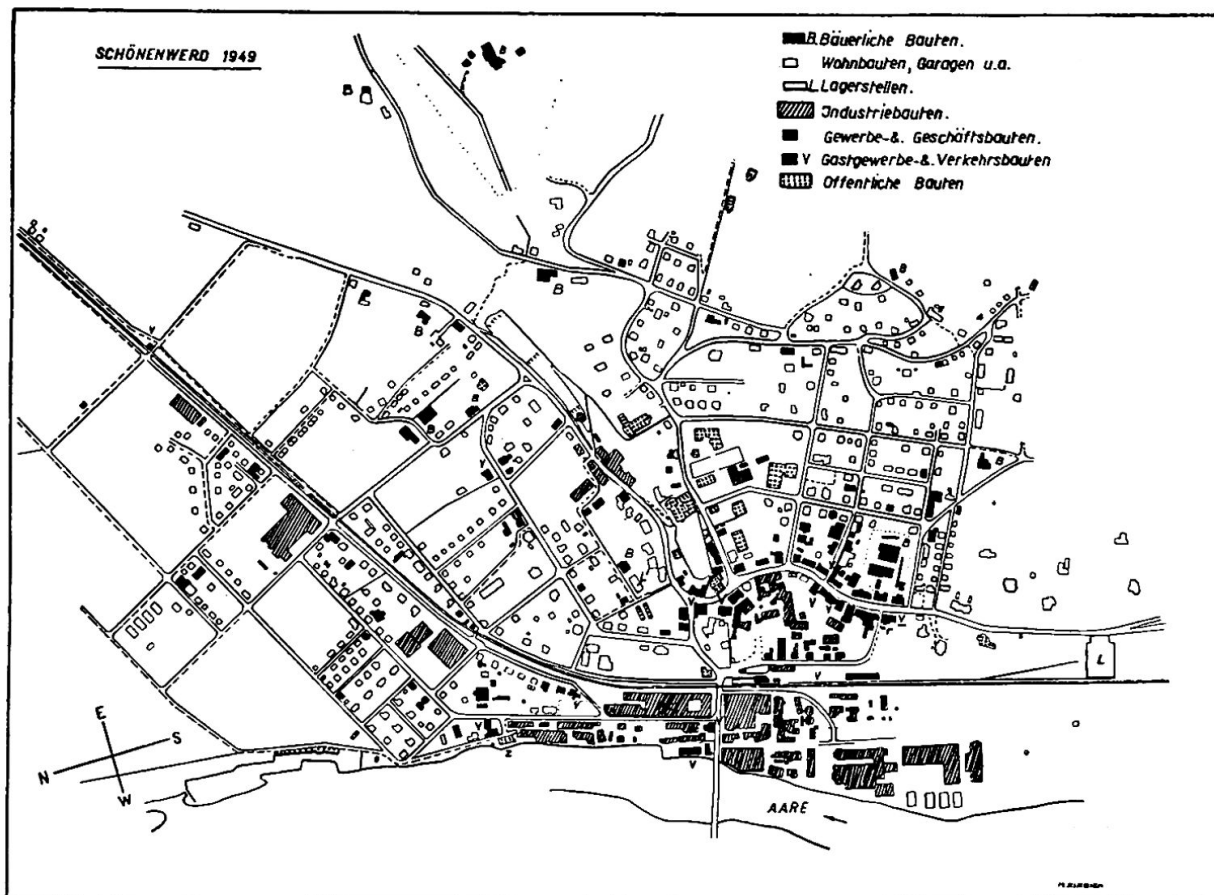 SCHÖNENWERD 1949
B. Bäuerliche Bauten.
Wohnbauten, Garagen u.a.
L. Lagerstellen.
Industriebauten.
Gewerbe-&. Geschäftsbauten.
V Gastgewerbe-&. Verkehrsbauten
Offentliche Bauten
B
B
B
B
B
B
B
B
B
B
V
V
V
V
V
V
V
V
L
L
Z
E
S
N
W
AARE